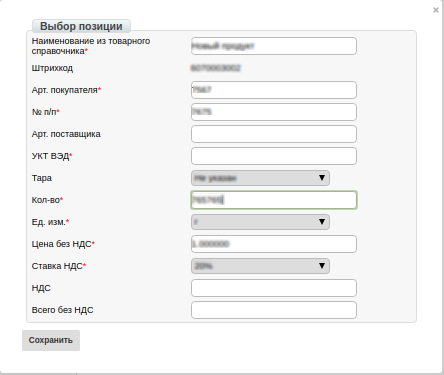 Выбор позиции
×
Наименование из товарного
справочника* Новый продукт
Штрихкод 6070003002
Арт. покупателя* 7567
№ п/п* 7675
Арт. поставщика
УКТ ВЭД*
Тара Не указан
Кол-во* 765765
Ед. изм.* г
Цена без НДС* 1.000000
Ставка НДС* 20%
НДС
Всего без НДС
Сохранить